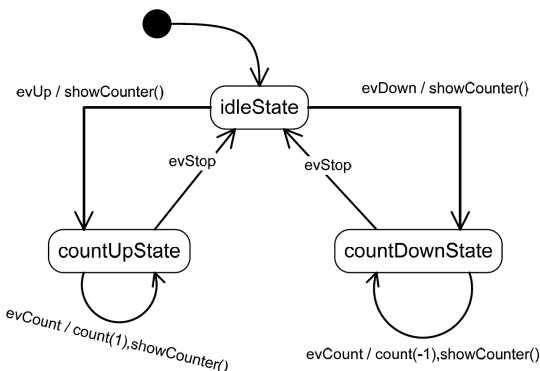 evUp / showCounter()
evDown / showCounter()
idleState
evStop
evStop
countUpState
countDownState
evCount / count(1),showCounter()
evCount / count(-1),showCounter()